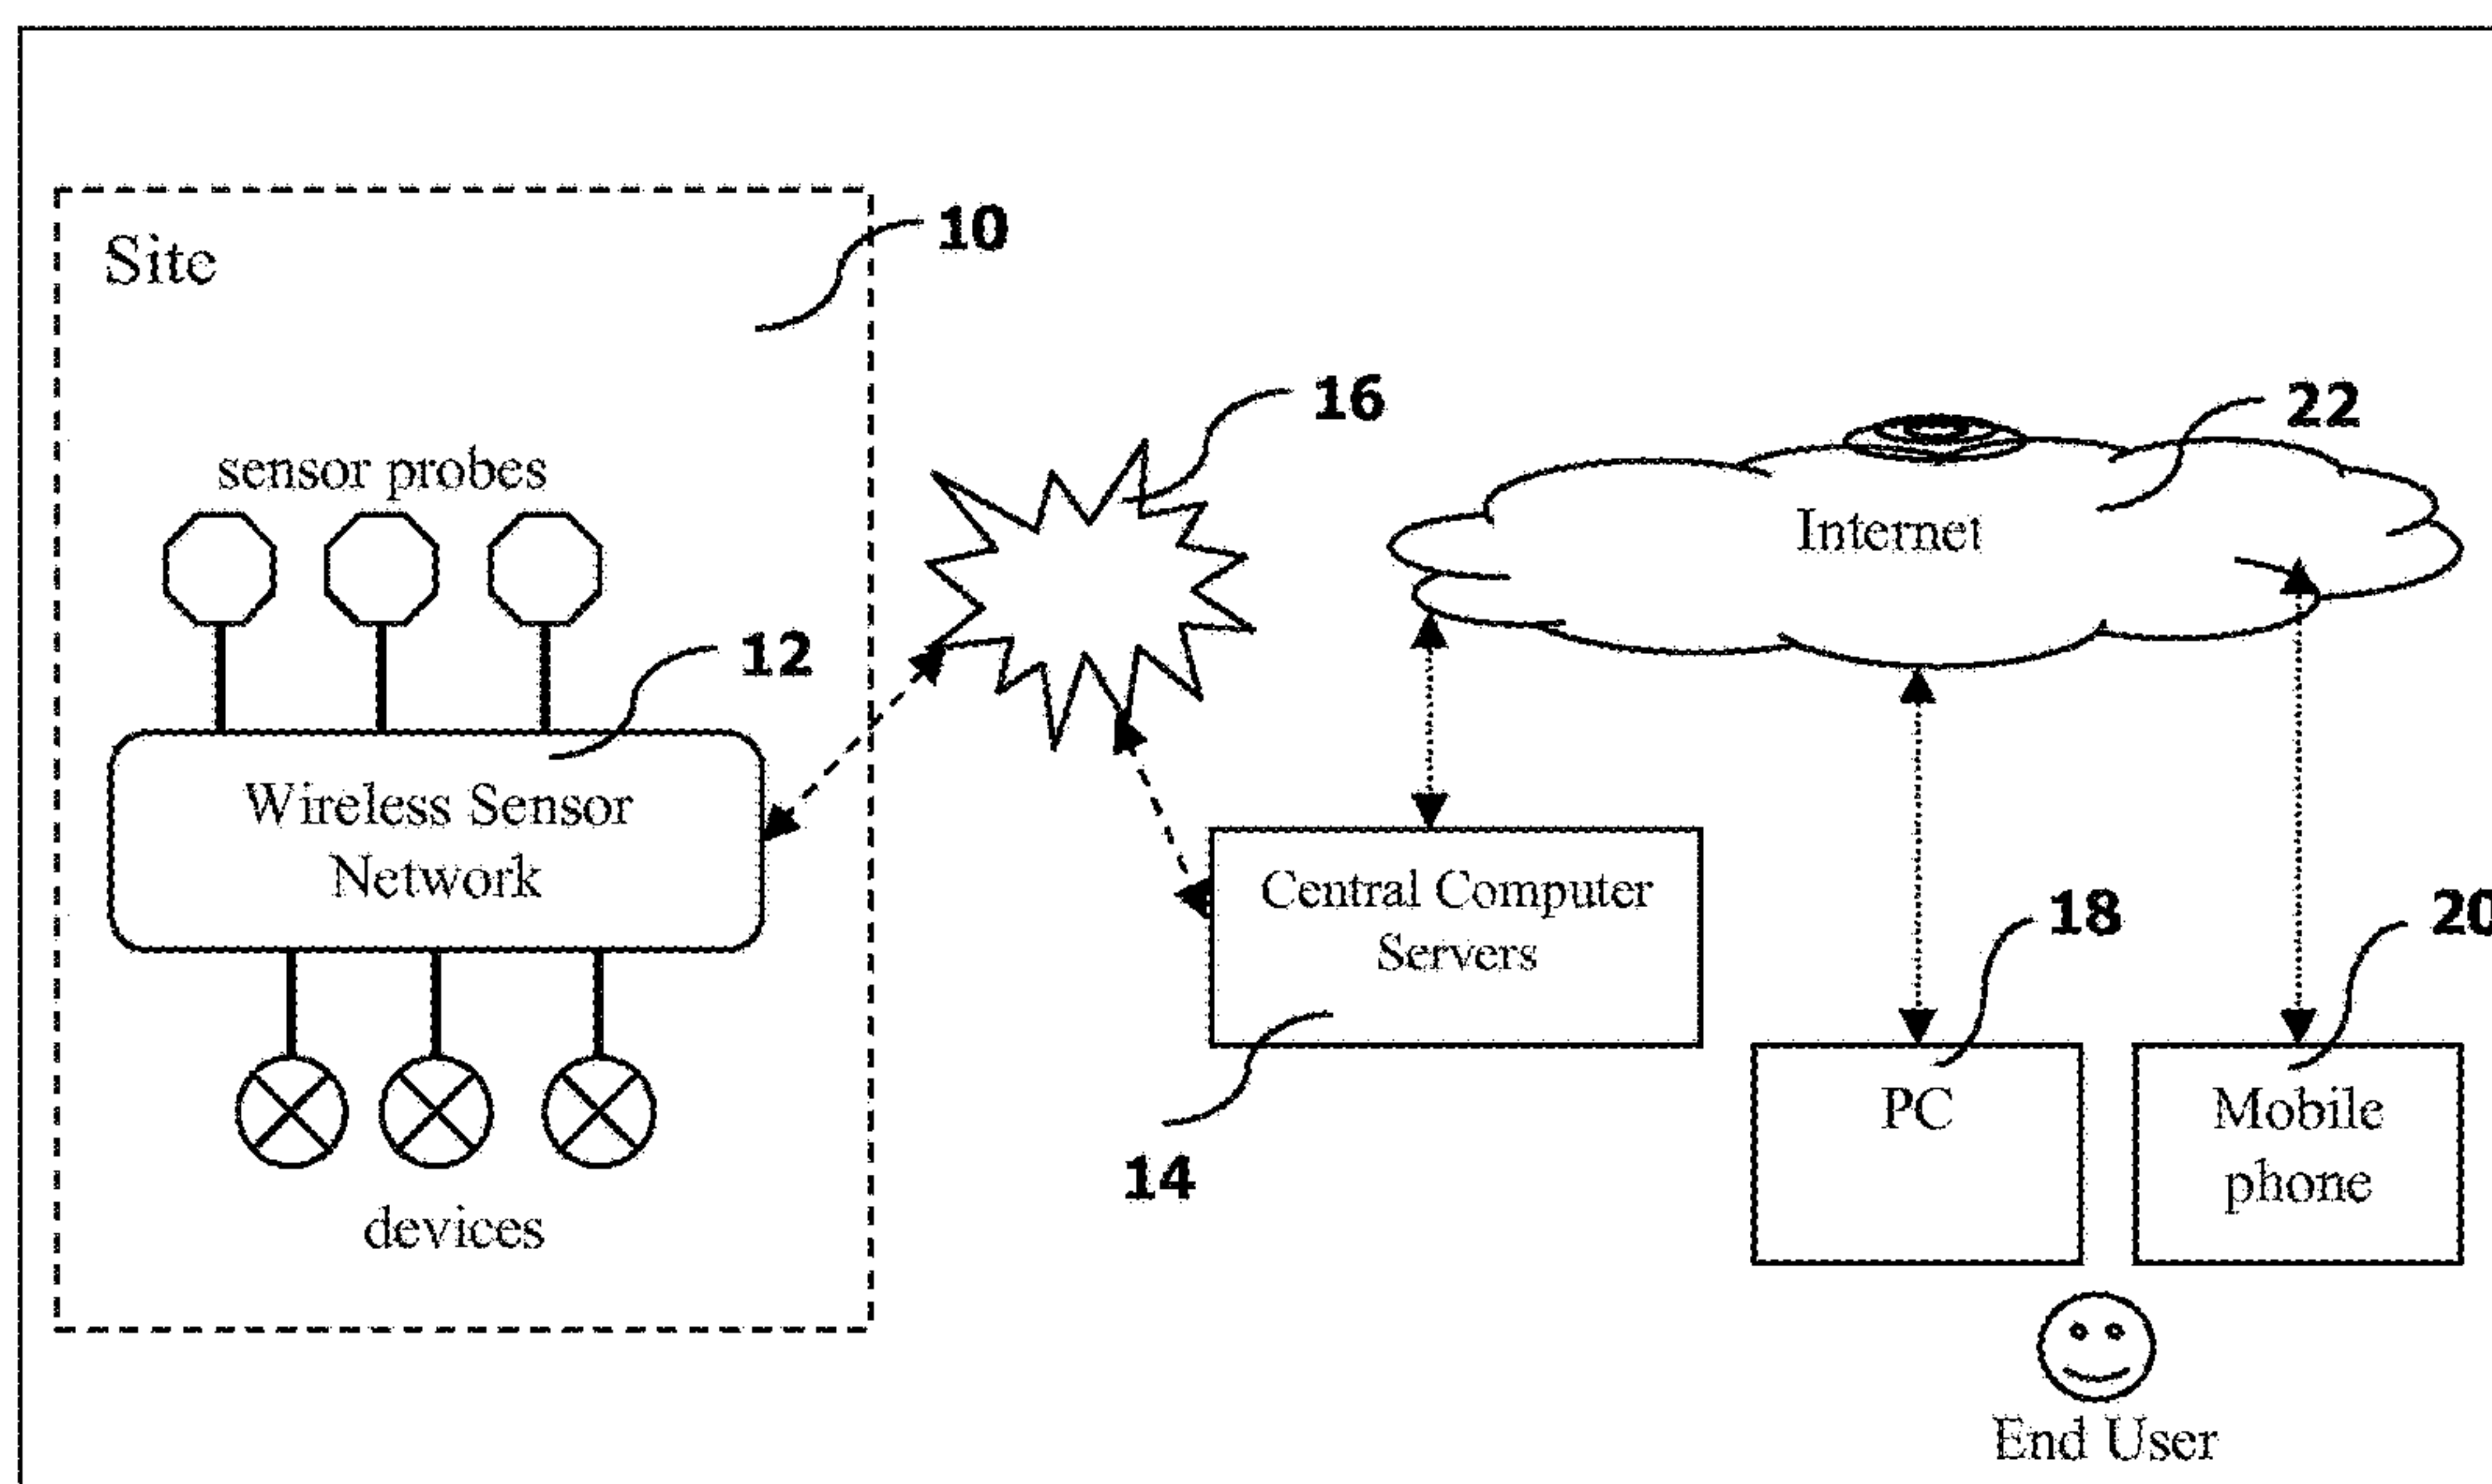 Site
10
sensor probes
12
Wireless Sensor
Network
devices
16
22
Internet
Central Computer
Servers
14
18
20
PC
Mobile
phone
End User